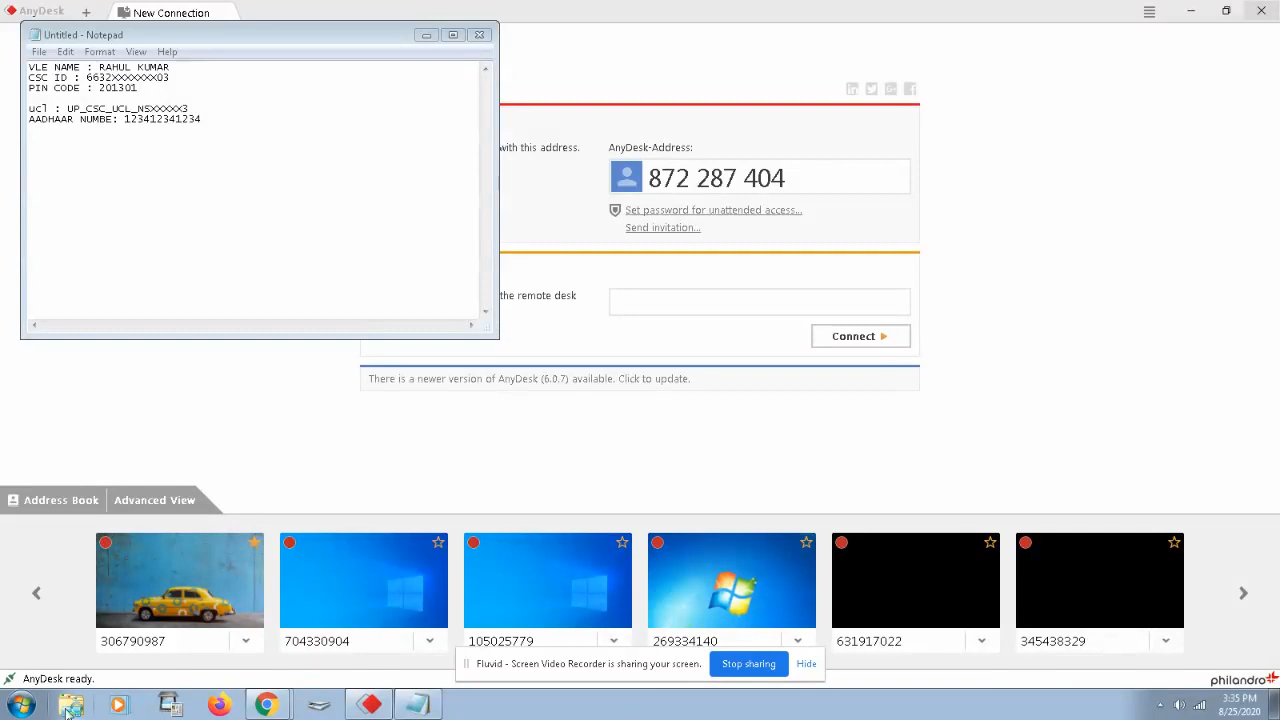 AnyDesk
New Connection
Untitled - Notepad
File Edit Format View Help
VLE NAME : RAHUL KUMAR
CSC ID : 6632XXXXXXX03
PIN CODE : 201301
ucl : UP_CSC_UCL_NSXXXXX3
AADHAAR NUMBE: 123412341234
with this address.
AnyDesk-Address:
872 287 404
Set password for unattended access...
Send invitation...
the remote desk
Connect
There is a newer version of AnyDesk (6.0.7) available. Click to update.
Address Book
Advanced View
306790987
704330904
105025779
269334140
631917022
345438329
Fluvid - Screen Video Recorder is sharing your screen.
Stop sharing
Hide
AnyDesk ready.
philandro
3:35 PM
8/25/2020